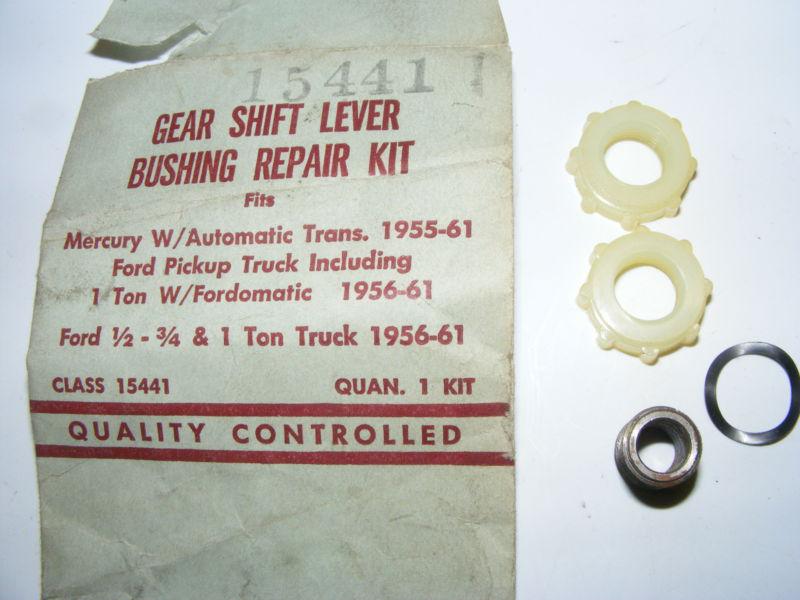 15441
GEAR SHIFT LEVER
BUSHING REPAIR KIT
Fits
Mercury W/Automatic Trans. 1955-61
Ford Pickup Truck Including
1 Ton W/Fordomatic 1956-61
Ford ½ - ¾ & 1 Ton Truck 1956-61
CLASS 15441 QUAN. 1 KIT
QUALITY CONTROLLED